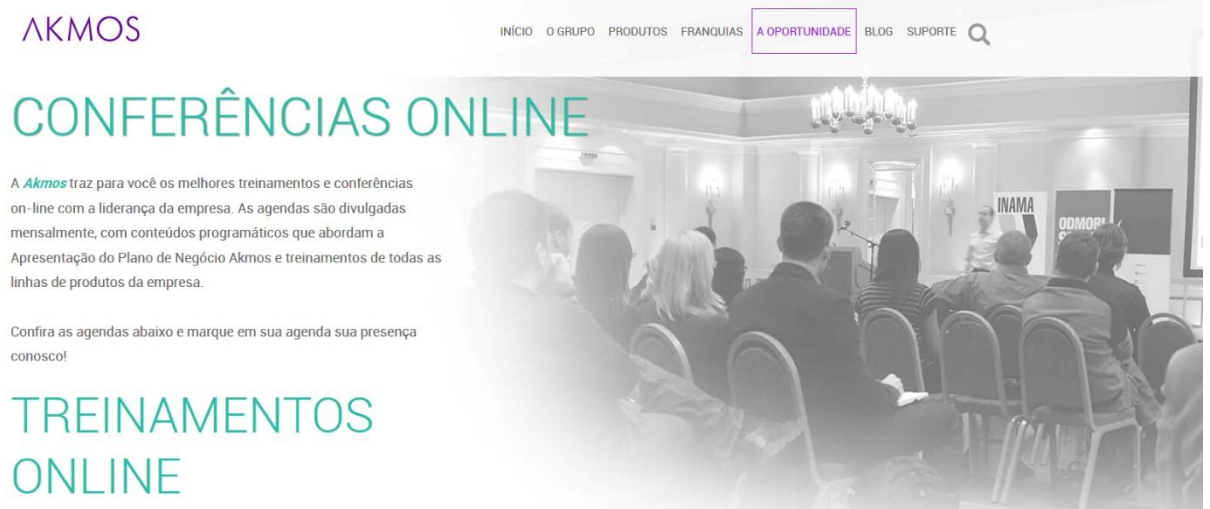 AKMOS
INÍCIO O GRUPO PRODUTOS FRANQUIAS A OPORTUNIDADE BLOG SUPORTE
CONFERÊNCIAS ONLINE
A Akmos traz para você os melhores treinamentos e conferências
on-line com a liderança da empresa. As agendas são divulgadas
mensalmente, com conteúdos programáticos que abordam a
Apresentação do Plano de Negócio Akmos e treinamentos de todas as
linhas de produtos da empresa.
Confira as agendas abaixo e marque em sua agenda sua presença
conosco!
INAMA
ODMORI
TREINAMENTOS
ONLINE